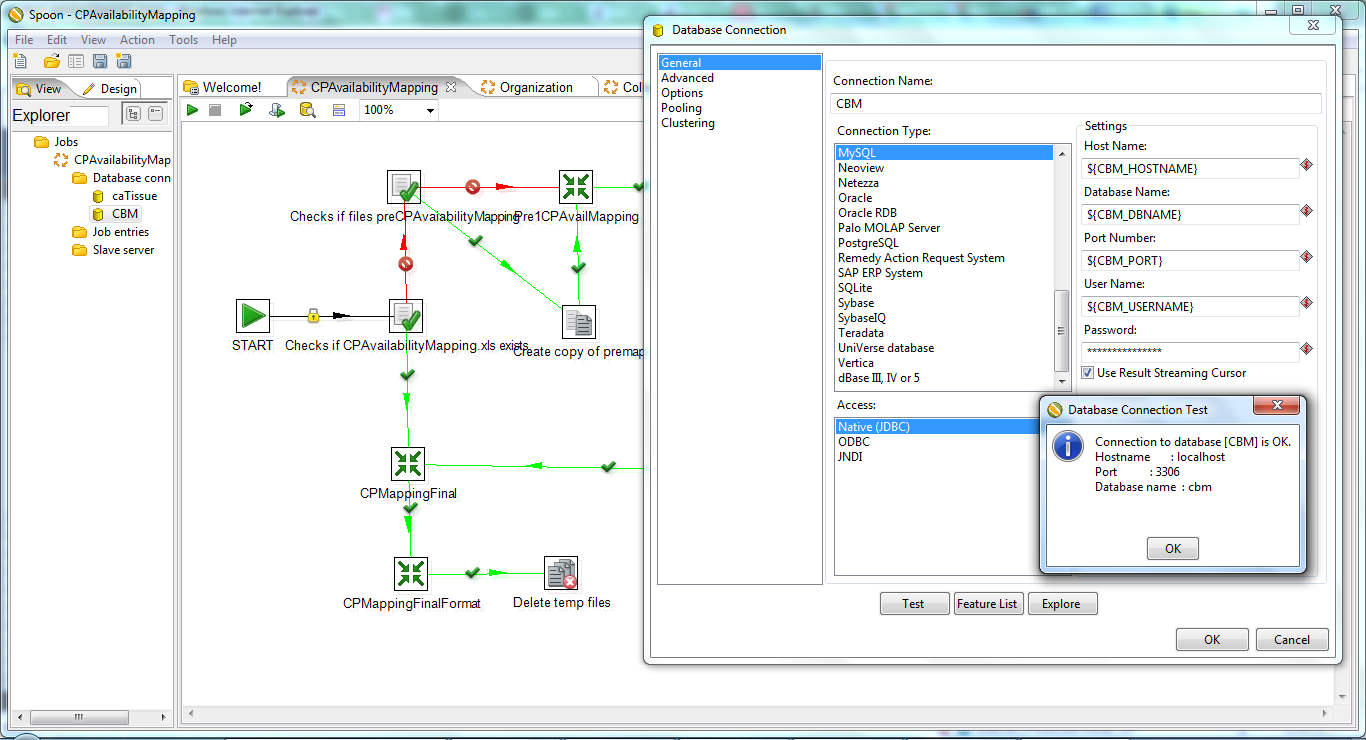 Spoon - CPAvailabilityMapping
File Edit View Action Tools Help
View Design
Explorer
Jobs
CPAvailabilityMap
Database conn
caTissue
CBM
Job entries
Slave server
Welcome! CPAvailabilityMapping Organization Col
100%
Checks if files preCPAvaialabilityMapping
Pre1CPAvailMapping
START
Checks if CPAvailabilityMapping.xls exists
Create copy of premap
CPMappingFinal
CPMappingFinalFormat
Delete temp files
Database Connection
General
Advanced
Options
Pooling
Clustering
Connection Name:
CBM
Connection Type:
MySQL
Neoview
Netezza
Oracle
Oracle RDB
Palo MOLAP Server
PostgreSQL
Remedy Action Request System
SAP ERP System
SQLite
Sybase
SybaseIQ
Teradata
UniVerse database
Vertica
dBase III, IV or 5
Access:
Native (JDBC)
ODBC
JNDI
Settings
Host Name:
${CBM_HOSTNAME}
Database Name:
${CBM_DBNAME}
Port Number:
${CBM_PORT}
User Name:
${CBM_USERNAME}
Password:
***************
Use Result Streaming Cursor
Database Connection Test
Connection to database [CBM] is OK.
Hostname : localhost
Port : 3306
Database name : cbm
OK
Test Feature List Explore
OK Cancel